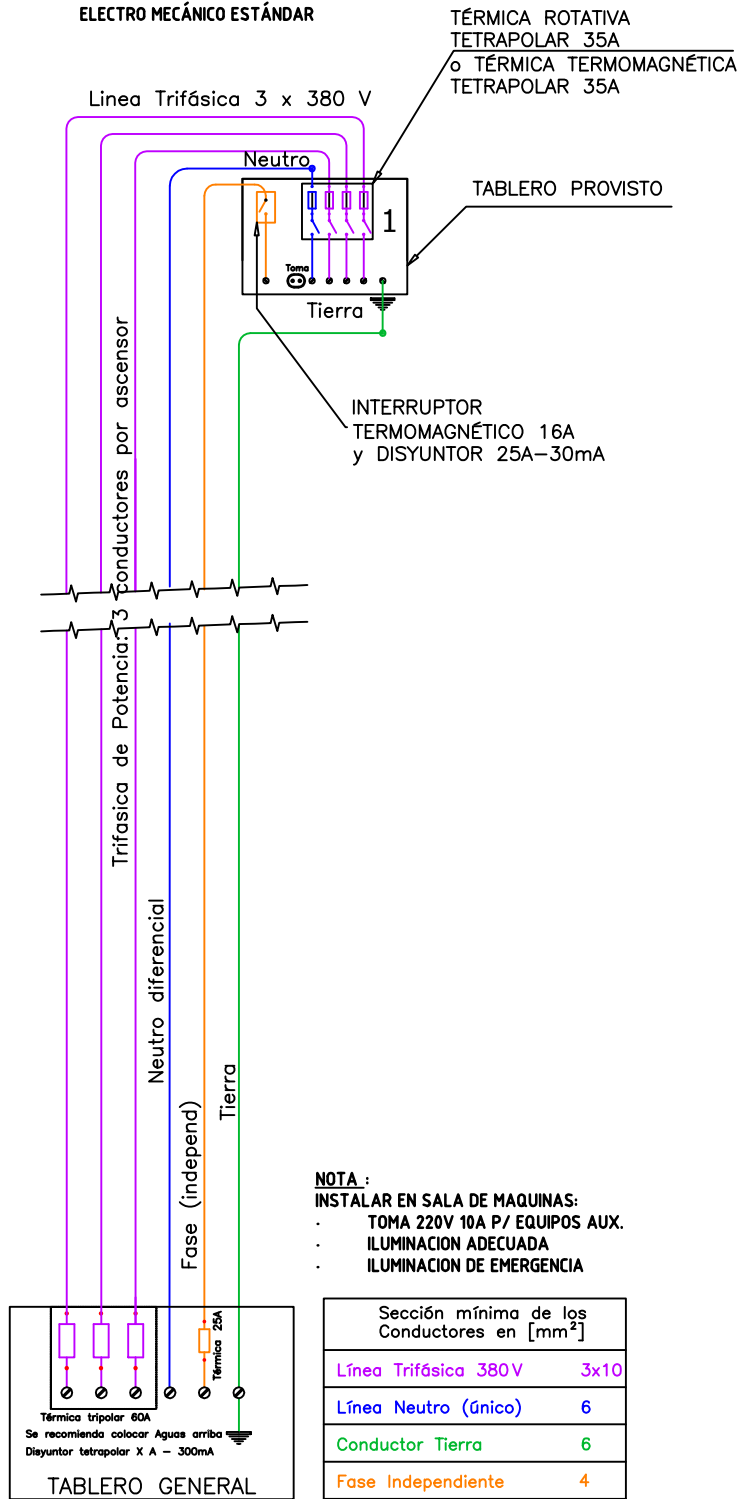 ELECTRO MECÁNICO ESTÁNDAR
TÉRMICA ROTATIVA
TETRAPOLAR 35A
o TÉRMICA TERMOMAGNÉTICA
TETRAPOLAR 35A
Linea Trifásica 3 x 380 V
Neutro
TABLERO PROVISTO
1
Toma
Tierra
INTERRUPTOR
TERMOMAGNÉTICO 16A
y DISYUNTOR 25A-30mA
Trifasica de Potencia: 3 conductores por ascensor
Neutro diferencial
Fase (independ)
Tierra
NOTA :
INSTALAR EN SALA DE MAQUINAS:
· TOMA 220V 10A P/ EQUIPOS AUX.
· ILUMINACION ADECUADA
· ILUMINACION DE EMERGENCIA
Térmica 25A
Térmica tripolar 60A
Se recomienda colocar Aguas arriba
Disyuntor tetrapolar X A - 300mA
TABLERO GENERAL
Sección mínima de los
Conductores en [mm²]
Línea Trifásica 380V 3x10
Línea Neutro (único) 6
Conductor Tierra 6
Fase Independiente 4